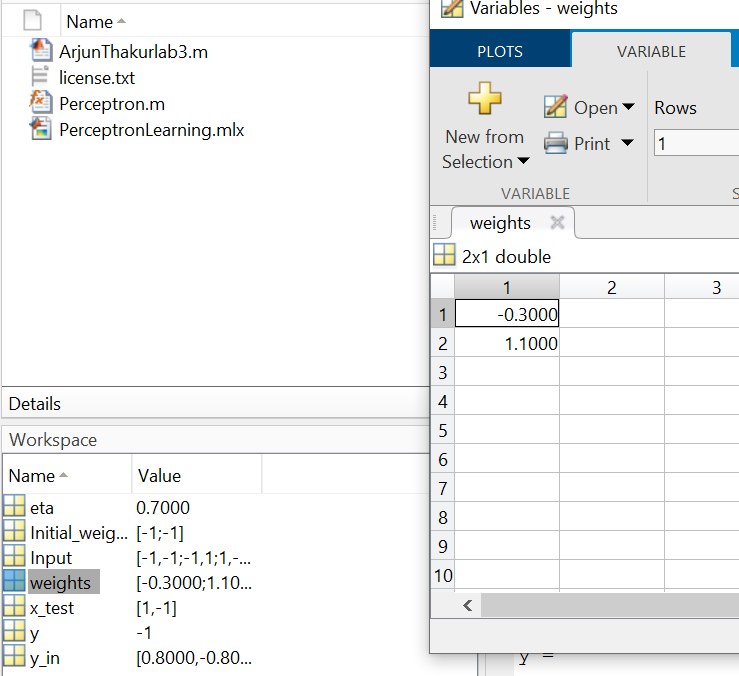 Name
ArjunThakurlab3.m
license.txt
Perceptron.m
PerceptronLearning.mlx
Details
Workspace
Name Value
eta 0.7000
Initial_weig... [-1;-1]
Input [-1,-1;-1,1;1,-...
weights [-0.3000;1.10...
x_test [1,-1]
y -1
y_in [0.8000,-0.80...
Variables - weights
PLOTS VARIABLE
New from
Selection
Open
Print
Rows
1
VARIABLE
weights
2x1 double
1 2 3
1 -0.3000
2 1.1000
3
4
5
6
7
8
9
10
y =